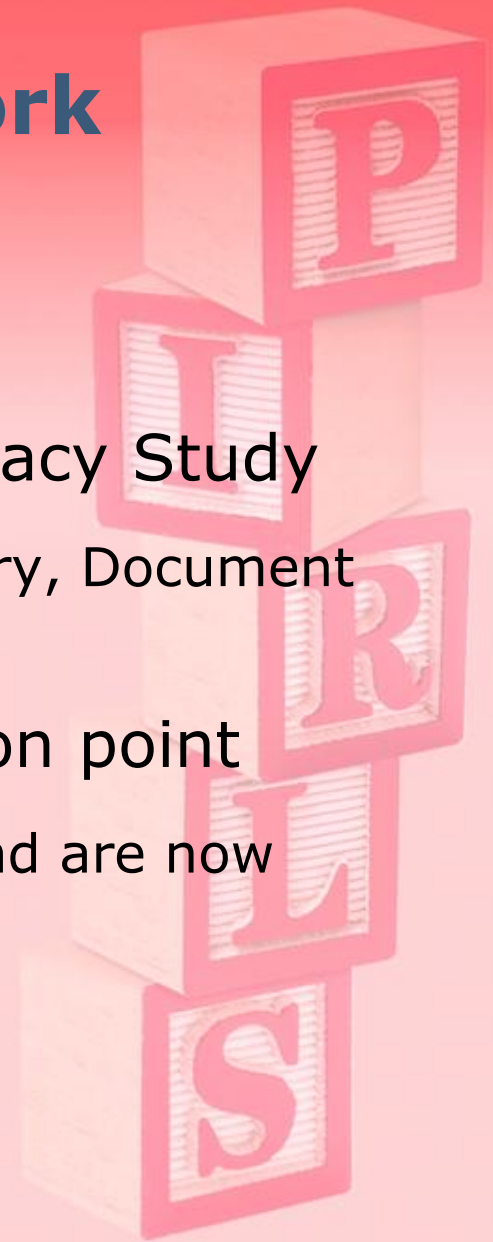 ork
P
I
acy Study
ry, Document
R
on point
L
nd are now
S